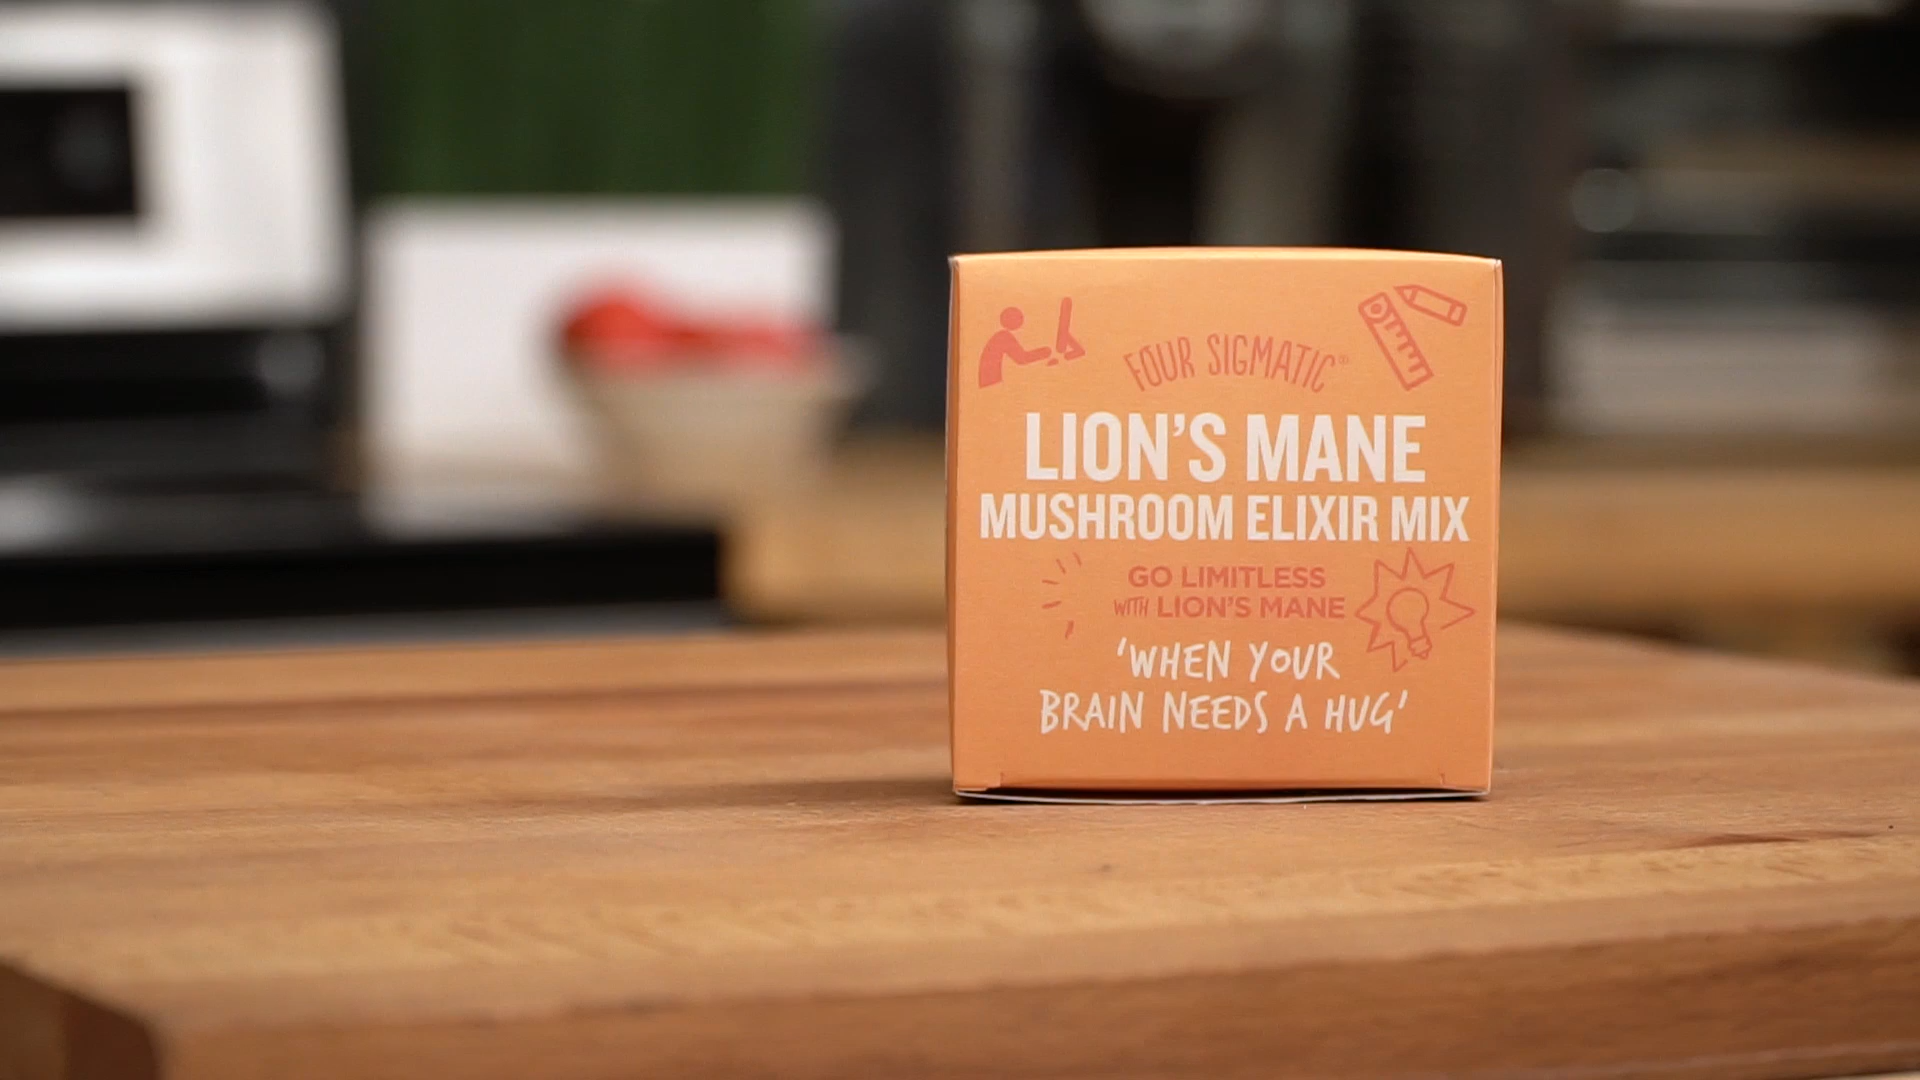 FOUR SIGMATIC®
LION'S MANE
MUSHROOM ELIXIR MIX
GO LIMITLESS
WITH LION'S MANE
'WHEN YOUR
BRAIN NEEDS A HUG'